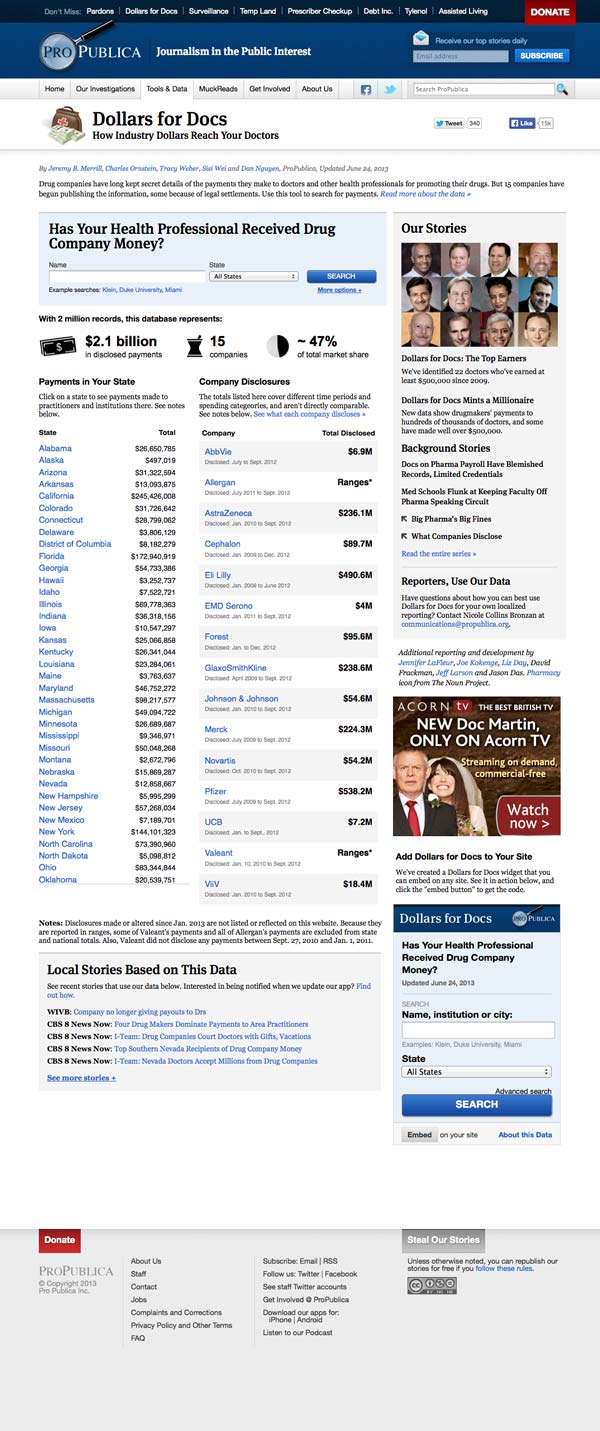 Don't Miss: Pardons | Dollars for Docs | Surveillance | Temp Land | Prescriber Checkup | Debt Inc. | Tylenol | Assisted Living
DONATE
PROPUBLICA
Journalism in the Public Interest
Receive our top stories daily
Email address
SUBSCRIBE
Home
Our Investigations
Tools & Data
MuckReads
Get Involved
About Us
Search ProPublica
Dollars for Docs
How Industry Dollars Reach Your Doctors
Tweet 340
Like 15k
By Jeremy B. Merrill, Charles Ornstein, Tracy Weber, Sisi Wei and Dan Nguyen, ProPublica, Updated June 24, 2013
Drug companies have long kept secret details of the payments they make to doctors and other health professionals for promoting their drugs. But 15 companies have
begun publishing the information, some because of legal settlements. Use this tool to search for payments. Read more about the data »
Has Your Health Professional Received Drug
Company Money?
Name
State
All States
SEARCH
Example searches: Klein, Duke University, Miami
More options +
With 2 million records, this database represents:
$2.1 billion
in disclosed payments
15
companies
~ 47%
of total market share
Payments in Your State
Click on a state to see payments made to
practitioners and institutions there. See notes
below.
State Total
Alabama $26,650,785
Alaska $497,019
Arizona $31,322,594
Arkansas $13,093,875
California $245,426,008
Colorado $31,726,642
Connecticut $28,799,062
Delaware $3,806,129
District of Columbia $8,182,279
Florida $172,940,919
Georgia $54,733,386
Hawaii $3,252,737
Idaho $7,522,721
Illinois $69,778,363
Indiana $36,318,156
Iowa $10,547,297
Kansas $25,066,858
Kentucky $26,341,044
Louisiana $23,284,061
Maine $3,763,637
Maryland $46,752,272
Massachusetts $98,217,577
Michigan $49,094,722
Minnesota $26,689,687
Mississippi $9,346,971
Missouri $50,048,268
Montana $2,672,796
Nebraska $15,869,287
Nevada $12,858,667
New Hampshire $5,995,299
New Jersey $57,268,034
New Mexico $7,189,701
New York $144,101,323
North Carolina $73,390,960
North Dakota $5,098,812
Ohio $83,344,844
Oklahoma $20,539,751
Company Disclosures
The totals listed here cover different time periods and
spending categories, and aren't directly comparable.
See notes below. See what each company discloses »
Company Total Disclosed
AbbVie $6.9M
Disclosed: July to Sept. 2012
Allergan Ranges*
Disclosed: July 2011 to Sept. 2012
AstraZeneca $236.1M
Disclosed: Jan. 2010 to Sept. 2012
Cephalon $89.7M
Disclosed: Jan. 2009 to Dec. 2012
Eli Lilly $490.6M
Disclosed: Jan. 2009 to June 2012
EMD Serono $4M
Disclosed: Jan. 2011 to Sept. 2012
Forest $95.6M
Disclosed: Jan. to Dec. 2012
GlaxoSmithKline $238.6M
Disclosed: April 2009 to Sept. 2012
Johnson & Johnson $54.6M
Disclosed: Jan. 2010 to Sept. 2012
Merck $224.3M
Disclosed: July 2009 to Sept. 2012
Novartis $54.2M
Disclosed: Oct. 2010 to Sept. 2012
Pfizer $538.2M
Disclosed: July 2009 to Sept. 2012
UCB $7.2M
Disclosed: Jan. to Sept., 2012
Valeant Ranges*
Disclosed: Jan. 10, 2010 to Sept. 2012
ViiV $18.4M
Disclosed: Jan. 2010 to Sept. 2012
Notes: Disclosures made or altered since Jan. 2013 are not listed or reflected on this website. Because they
are reported in ranges, some of Valeant's payments and all of Allergan's payments are excluded from state
and national totals. Also, Valeant did not disclose any payments between Sept. 27, 2010 and Jan. 1, 2011.
Local Stories Based on This Data
See recent stories that use our data below. Interested in being notified when we update our app? Find
out how.
WIVB: Company no longer giving payouts to Drs
CBS 8 News Now: Four Drug Makers Dominate Payments to Area Practitioners
CBS 8 News Now: I-Team: Drug Companies Court Doctors with Gifts, Vacations
CBS 8 News Now: Top Southern Nevada Recipients of Drug Company Money
CBS 8 News Now: I-Team: Nevada Doctors Accept Millions from Drug Companies
See more stories +
Our Stories
Dollars for Docs: The Top Earners
We've identified 22 doctors who've earned at
least $500,000 since 2009.
Dollars for Docs Mints a Millionaire
New data show drugmakers' payments to
hundreds of thousands of doctors, and some
have made well over $500,000.
Background Stories
Docs on Pharma Payroll Have Blemished
Records, Limited Credentials
Med Schools Flunk at Keeping Faculty Off
Pharma Speaking Circuit
Big Pharma's Big Fines
What Companies Disclose
Read the entire series »
Reporters, Use Our Data
Have questions about how you can best use
Dollars for Docs for your own localized
reporting? Contact Nicole Collins Bronzan at
communications@propublica.org.
Additional reporting and development by
Jennifer LaFleur, Joe Kokenge, Liz Day, David
Frackman, Jeff Larson and Jason Das. Pharmacy
icon from The Noun Project.
ACORN tv THE BEST BRITISH TV
NEW Doc Martin,
ONLY ON Acorn TV
Streaming on demand,
commercial-free
Watch
now >
Add Dollars for Docs to Your Site
We've created a Dollars for Docs widget that you
can embed on any site. See it in action below, and
click the "embed button" to get the code.
Dollars for Docs
PROPUBLICA
Has Your Health Professional
Received Drug Company
Money?
Updated June 24, 2013
SEARCH
Name, institution or city:
Examples: Klein, Duke University, Miami
State
All States
Advanced search
SEARCH
Embed on your site
About this Data
Donate
Steal Our Stories
PROPUBLICA
© Copyright 2013
Pro Publica Inc.
About Us
Staff
Contact
Jobs
Complaints and Corrections
Privacy Policy and Other Terms
FAQ
Subscribe: Email | RSS
Follow us: Twitter | Facebook
See staff Twitter accounts
Get Involved @ ProPublica
Download our apps for:
iPhone | Android
Listen to our Podcast
Unless otherwise noted, you can republish our
stories for free if you follow these rules.
BY NC ND